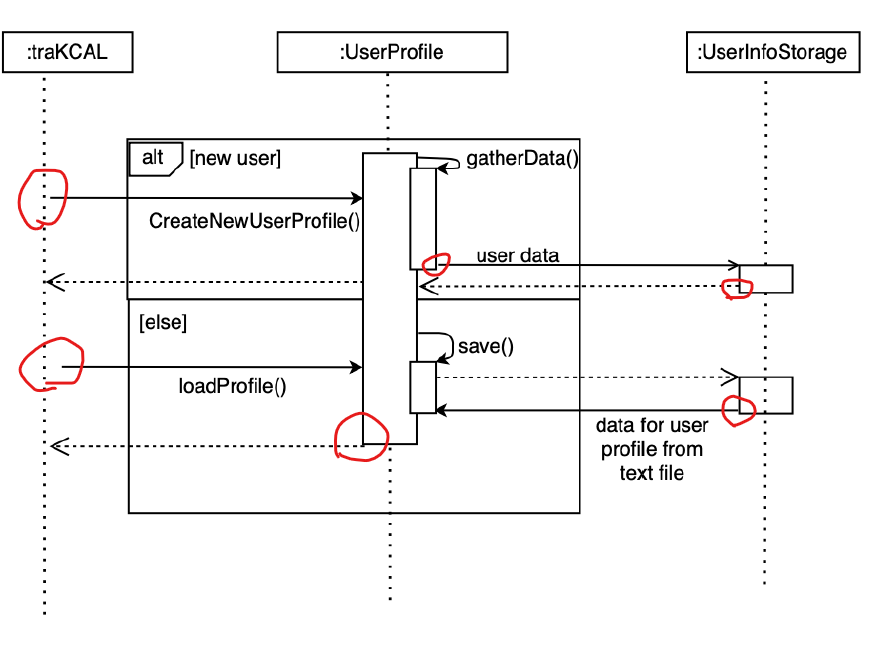 :traKCAL
:UserProfile
:UserInfoStorage
alt
[new user]
gatherData()
CreateNewUserProfile()
user data
[else]
save()
loadProfile()
data for user
profile from
text file